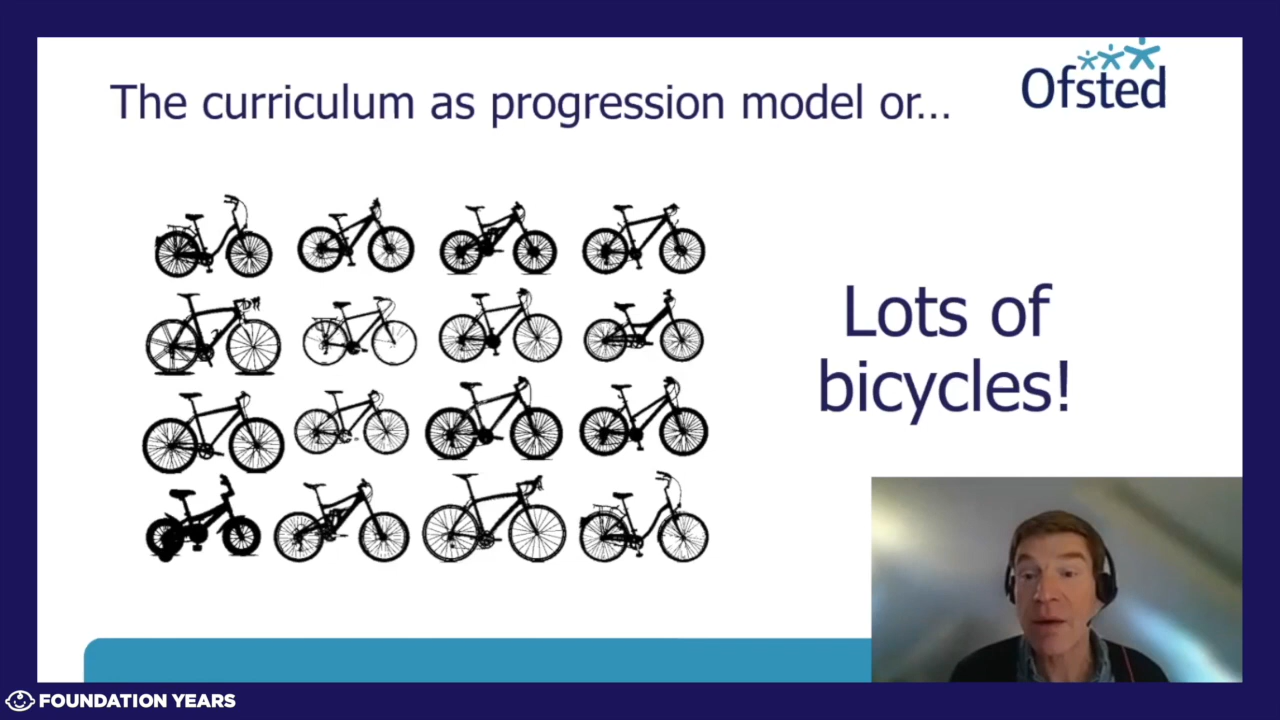 The curriculum as progression model or...
Ofsted
Lots of
bicycles!
FOUNDATION YEARS